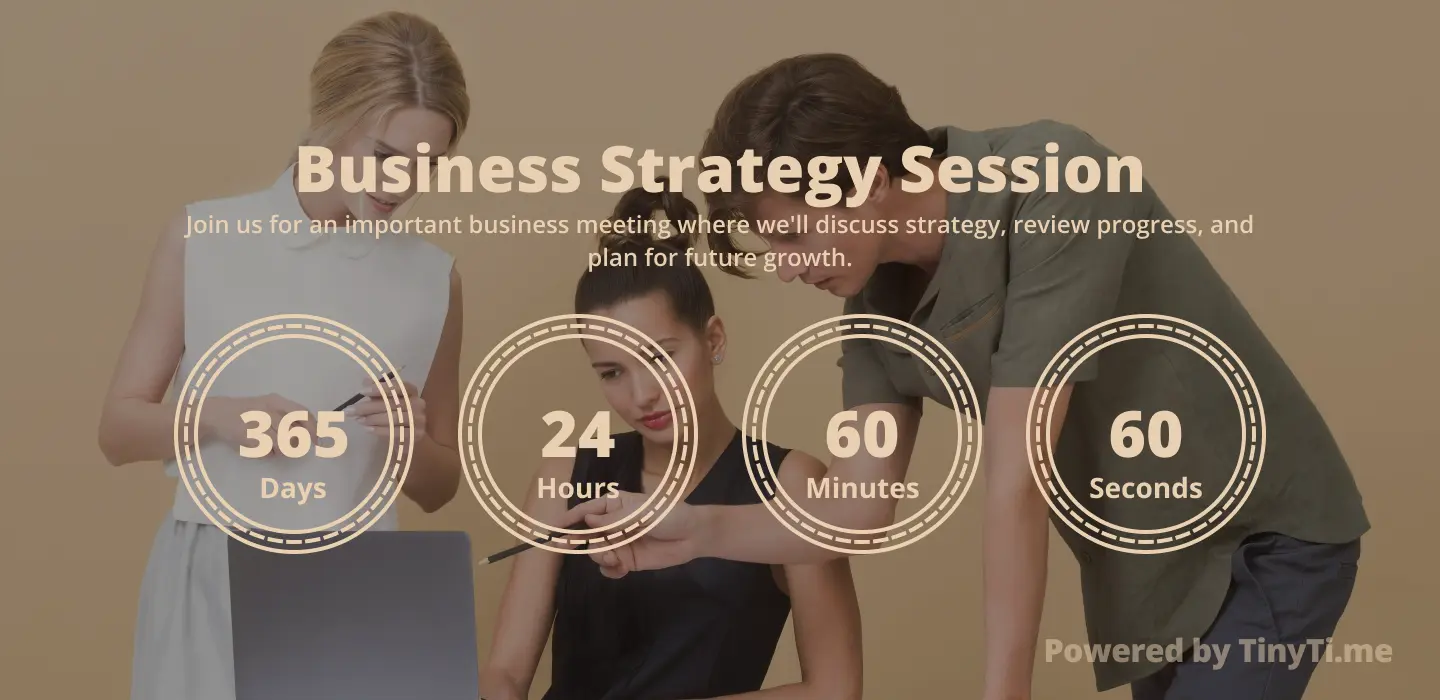 Business Strategy Session
Join us for an important business meeting where we'll discuss strategy, review progress, and
plan for future growth.
365
Days
24
Hours
60
Minutes
60
Seconds
Powered by TinyTi.me